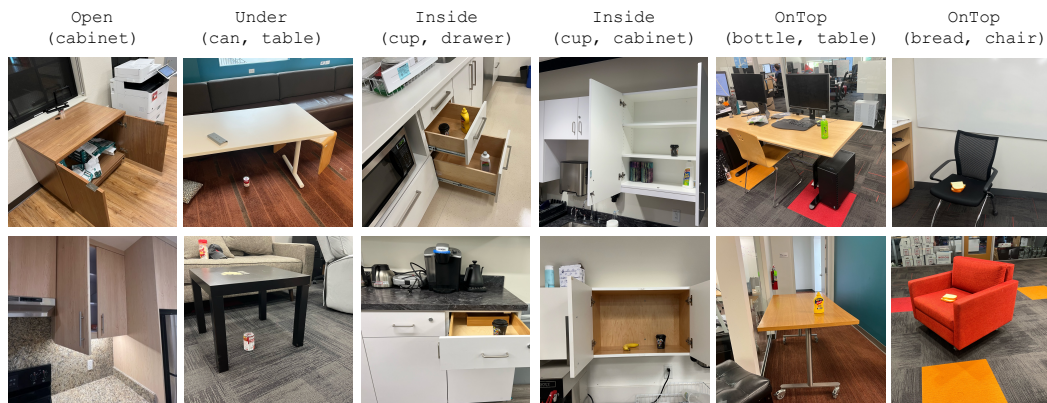 Open
(cabinet)
Under
(can, table)
Inside
(cup, drawer)
Inside
(cup, cabinet)
OnTop
(bottle, table)
OnTop
(bread, chair)